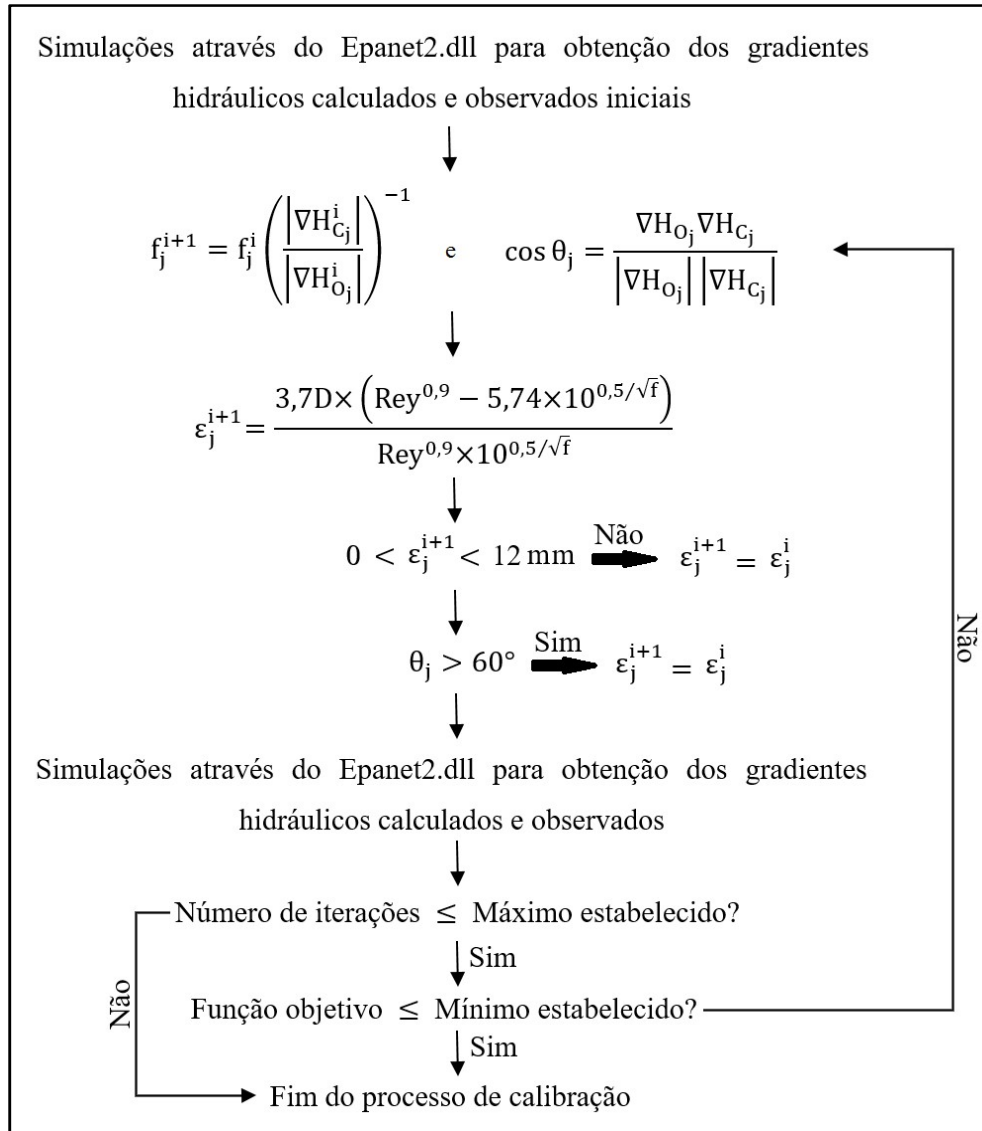 Simulações através do Epanet2.dll para obtenção dos gradientes
hidráulicos calculados e observados iniciais
f_j^{i+1} = f_j^i (|∇H_{C_j}^i| / |∇H_{O_j}^i|)^{-1} e cos θ_j = ∇H_{O_j}∇H_{C_j} / |∇H_{O_j}| |∇H_{C_j}|
ε_j^{i+1} = 3,7D× (Rey^{0,9} − 5,74×10^{0,5/√f}) / Rey^{0,9}×10^{0,5/√f}
0 < ε_j^{i+1} < 12 mm Não ε_j^{i+1} = ε_j^i
θ_j > 60° Sim ε_j^{i+1} = ε_j^i
Não
Simulações através do Epanet2.dll para obtenção dos gradientes
hidráulicos calculados e observados
Número de iterações ≤ Máximo estabelecido?
Sim
Não
Função objetivo ≤ Mínimo estabelecido?
Sim
Fim do processo de calibração